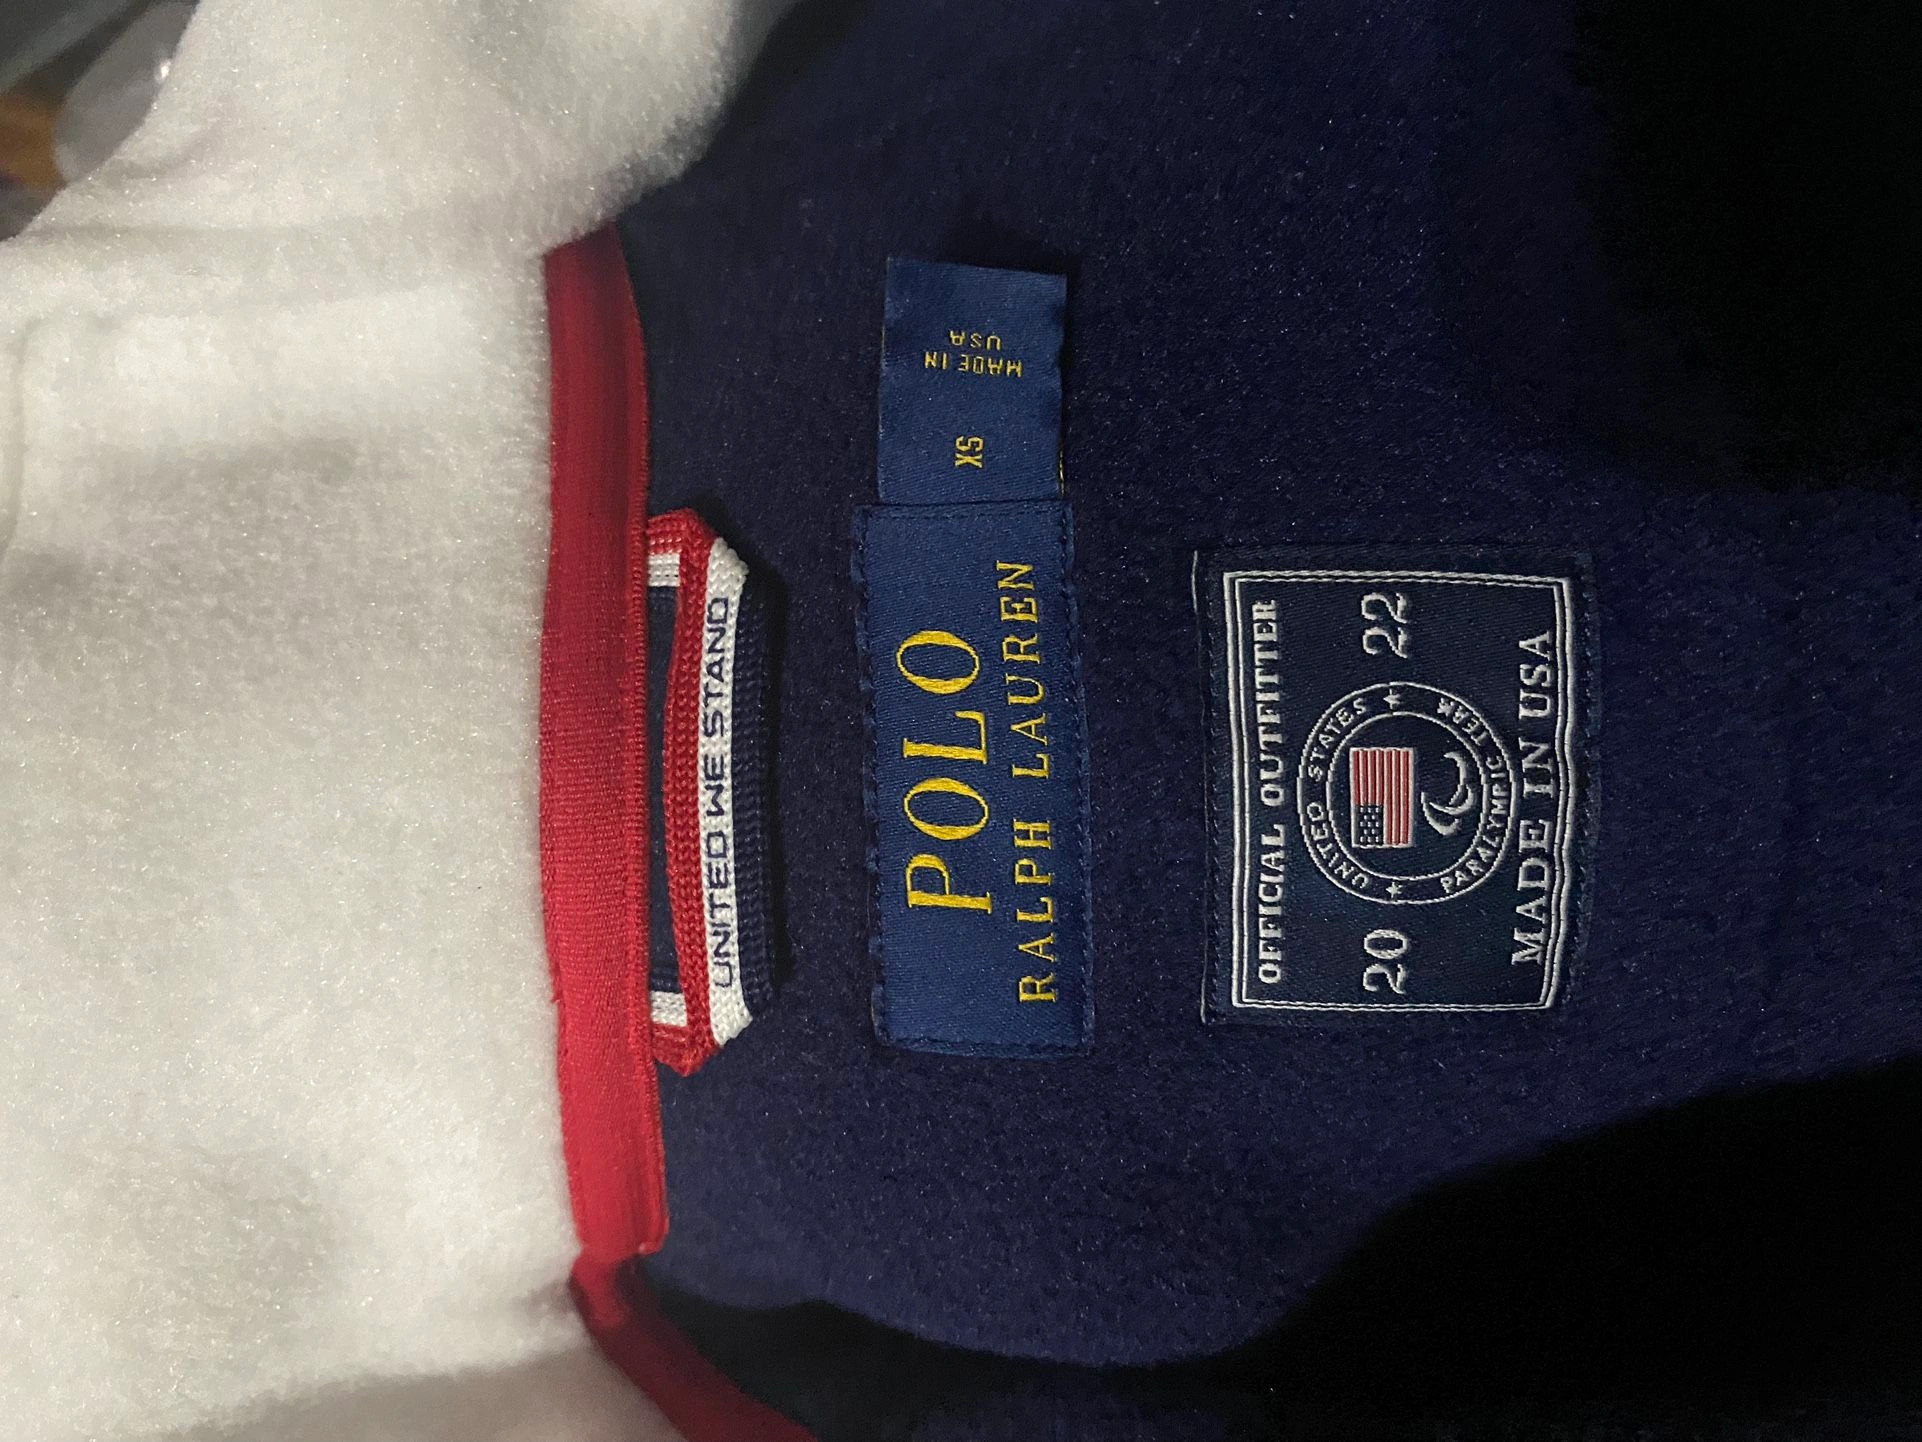 UNITED WE STAND
POLO
RALPH LAUREN
XS
MADE IN
USA
OFFICIAL OUTFITTER
20 22
UNITED STATES
PARALYMPIC TEAM
MADE IN USA